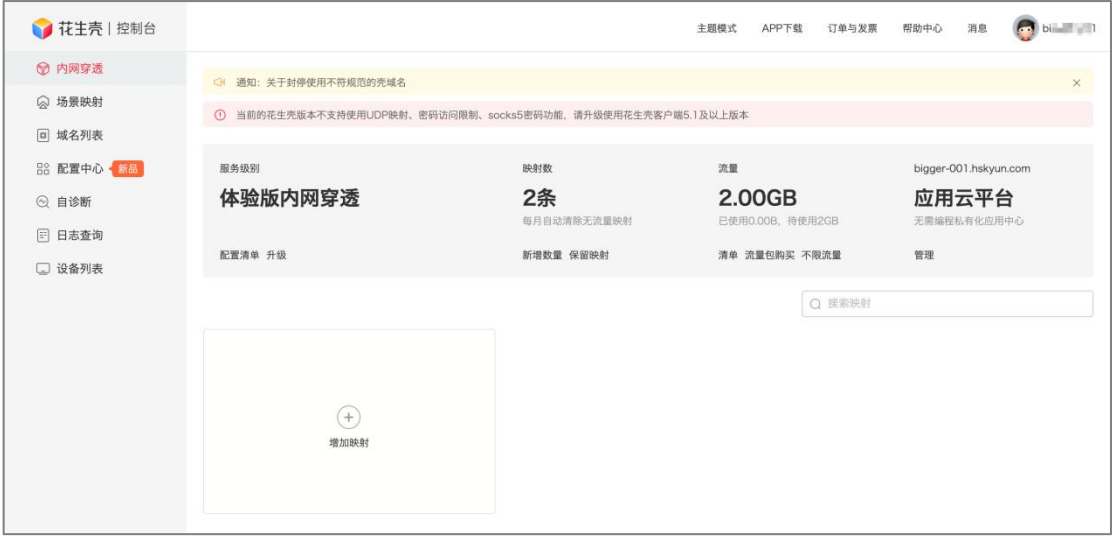 花生壳 | 控制台
主题模式 APP下载 订单与发票 帮助中心 消息
内网穿透
场景映射
域名列表
配置中心 新品
自诊断
日志查询
设备列表
通知：关于封停使用不符规范的壳域名
当前的花生壳版本不支持使用UDP映射、密码访问限制、socks5密码功能，请升级使用花生壳客户端5.1及以上版本
服务级别 映射数 流量 bigger-001.hskyun.com
体验版内网穿透 2条 2.00GB 应用云平台
每月自动清除无流量映射 已使用0.00B，待使用2GB 无需编程私有化应用中心
配置清单 升级 新增数量 保留映射 清单 流量包购买 不限流量 管理
搜索映射
增加映射